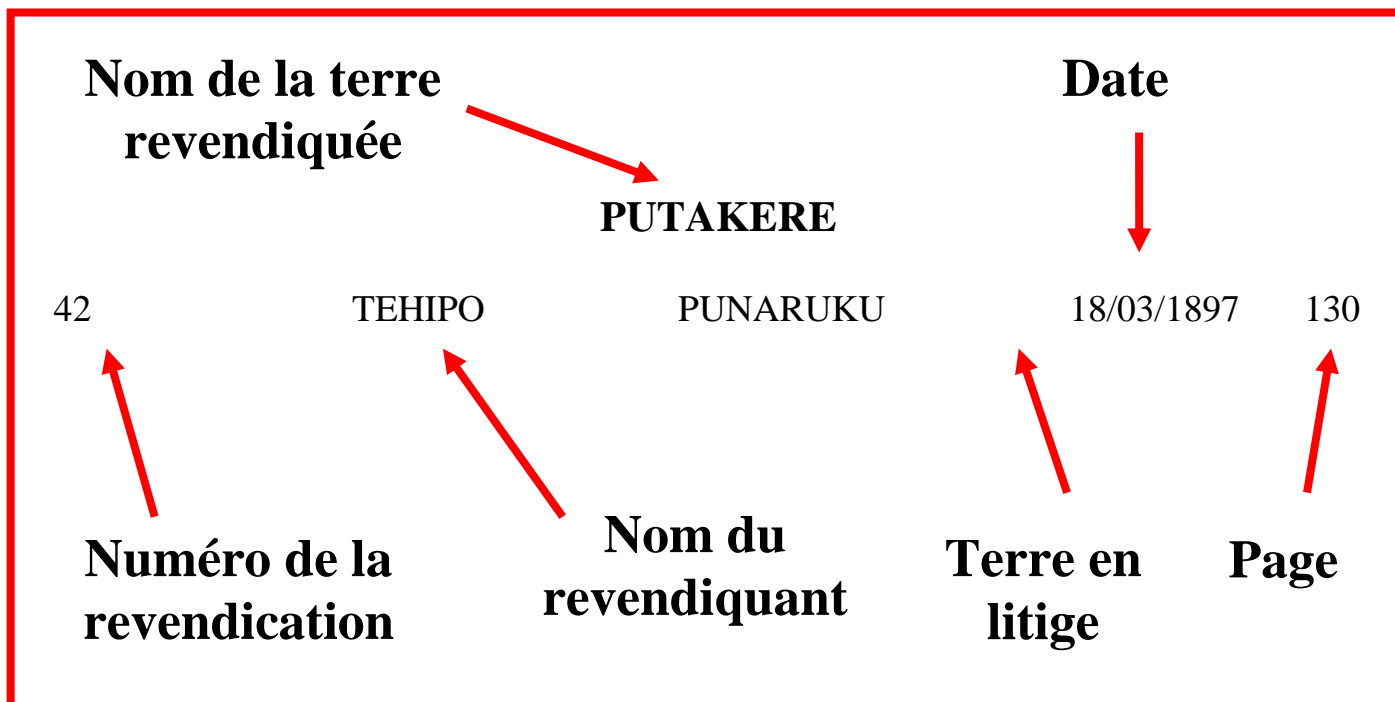 Nom de la terre
revendiquée
Date
PUTAKERE
42 TEHIPO PUNARUKU 18/03/1897 130
Numéro de la
revendication
Nom du
revendiquant
Terre en
litige
Page